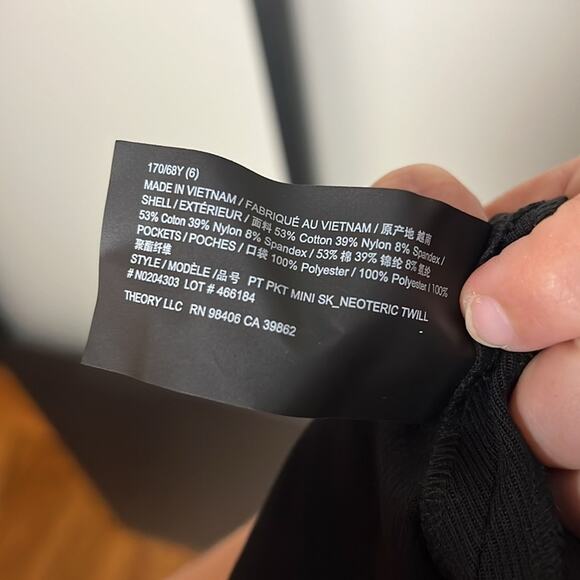 170/68Y (6)
MADE IN VIETNAM / FABRIQUÉ AU VIETNAM / 原产地 越南
SHELL / EXTÉRIEUR / 面料 53% Cotton 39% Nylon 8% Spandex /
53% Coton 39% Nylon 8% Spandex / 53% 棉 39% 锦纶 8% 氨纶
POCKETS / POCHES / 口袋 100% Polyester / 100% Polyester / 100%
聚酯纤维
STYLE / MODÈLE / 品号 PT PKT MINI SK_NEOTERIC TWILL
# N0204303 LOT # 466184
THEORY LLC RN 98406 CA 39862